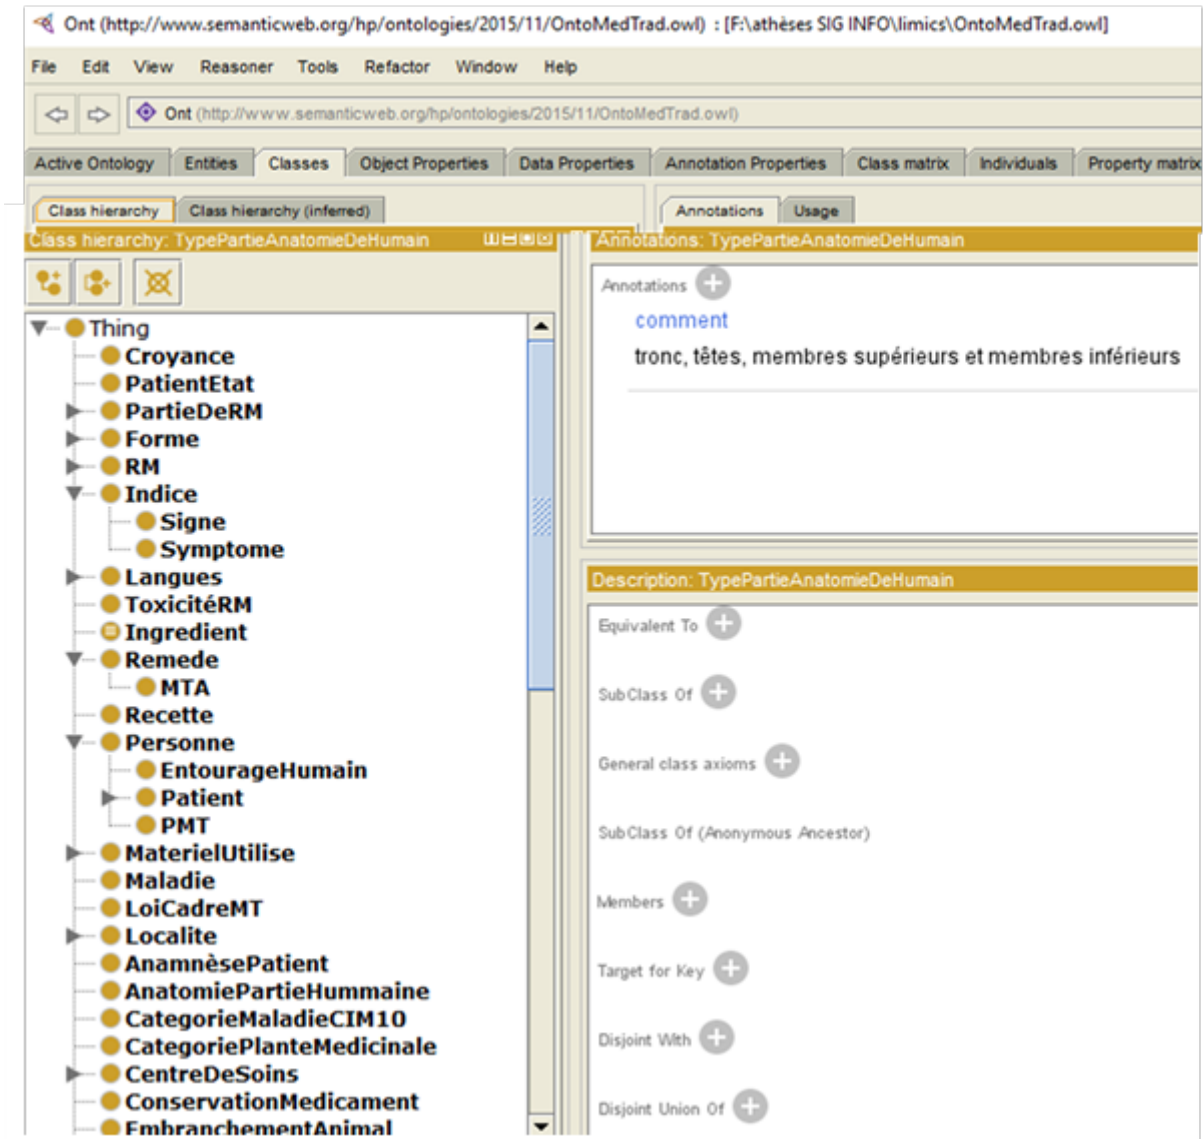 Ont (http://www.semanticweb.org/hp/ontologies/2015/11/OntoMedTrad.owl) : [F:\athèses SIG INFO\limics\OntoMedTrad.owl]
File Edit View Reasoner Tools Refactor Window Help
Ont (http://www.semanticweb.org/hp/ontologies/2015/11/OntoMedTrad.owl)
Active Ontology Entities Classes Object Properties Data Properties Annotation Properties Class matrix Individuals Property matrix
Class hierarchy Class hierarchy (inferred)
Class hierarchy: TypePartieAnatomieDeHumain
Thing
Croyance
PatientEtat
PartieDeRM
Forme
RM
Indice
Signe
Symptome
Langues
ToxicitéRM
Ingredient
Remede
MTA
Recette
Personne
EntourageHumain
Patient
PMT
MaterielUtilise
Maladie
LoiCadreMT
Localite
AnamnèsePatient
AnatomiePartieHummaine
CategorieMaladieCIM10
CategoriePlanteMedicinale
CentreDeSoins
ConservationMedicament
EmbranchementAnimal
Annotations Usage
Annotations: TypePartieAnatomieDeHumain
Annotations
comment
tronc, têtes, membres supérieurs et membres inférieurs
Description: TypePartieAnatomieDeHumain
Equivalent To
SubClass Of
General class axioms
SubClass Of (Anonymous Ancestor)
Members
Target for Key
Disjoint With
Disjoint Union Of